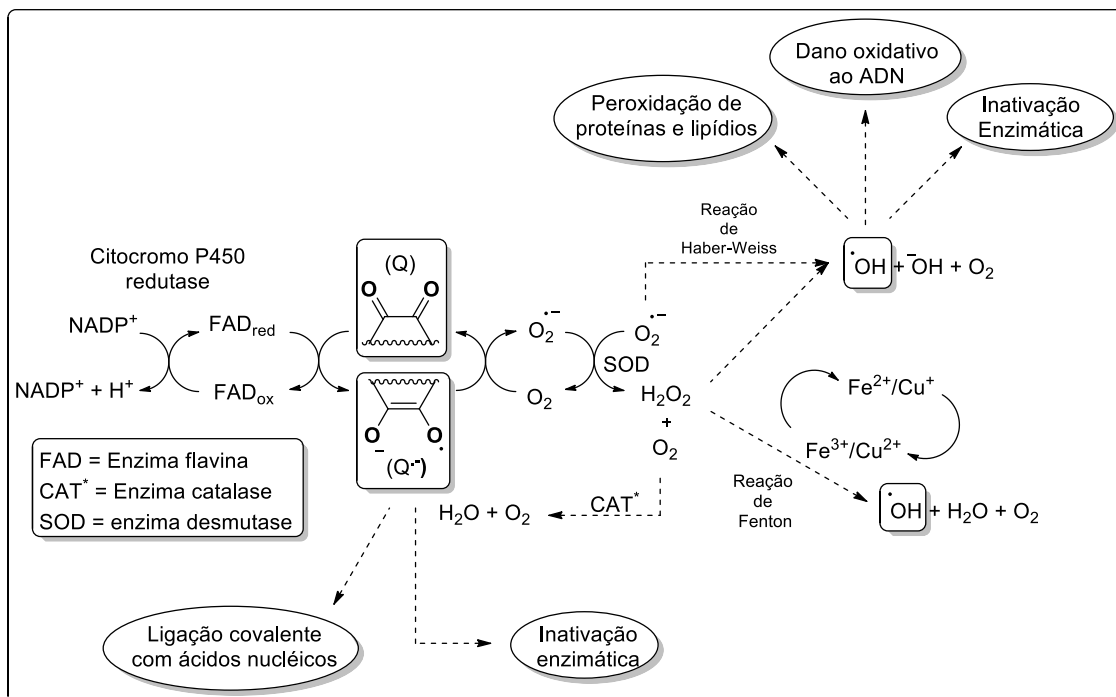 Dano oxidativo
ao ADN
Peroxidação de
proteínas e lipídios
Inativação
Enzimática
Reação
de
Haber-Weiss
•OH + ⁻OH + O₂
Citocromo P450
redutase
(Q)
O O
NADP⁺
FAD_red
O₂•⁻
O₂•⁻
SOD
NADP⁺ + H⁺
FAD_ox
O₂
H₂O₂
+
O₂
Fe²⁺/Cu⁺
Fe³⁺/Cu²⁺
O⁻ O•
(Q•⁻)
FAD = Enzima flavina
CAT* = Enzima catalase
SOD = enzima desmutase
H₂O + O₂
CAT*
Reação
de
Fenton
•OH + H₂O + O₂
Ligação covalente
com ácidos nucléicos
Inativação
enzimática